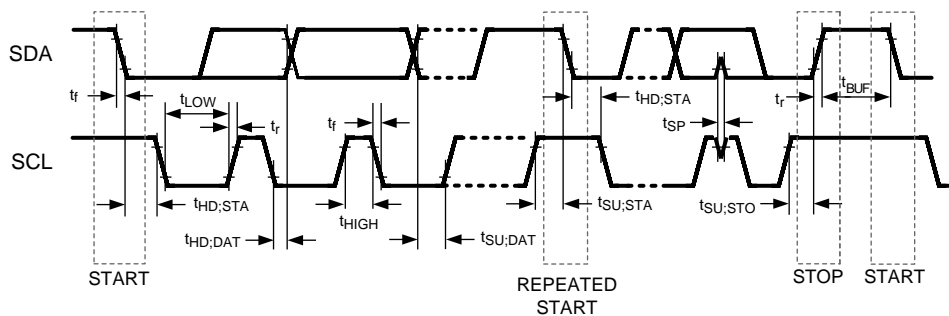 SDA
t_f
t_LOW
t_r
t_f
t_HD;STA
t_SP
t_r
t_BUF
SCL
t_HD;STA
t_HD;DAT
t_HIGH
t_SU;DAT
t_SU;STA
t_SU;STO
START
REPEATED
START
STOP
START